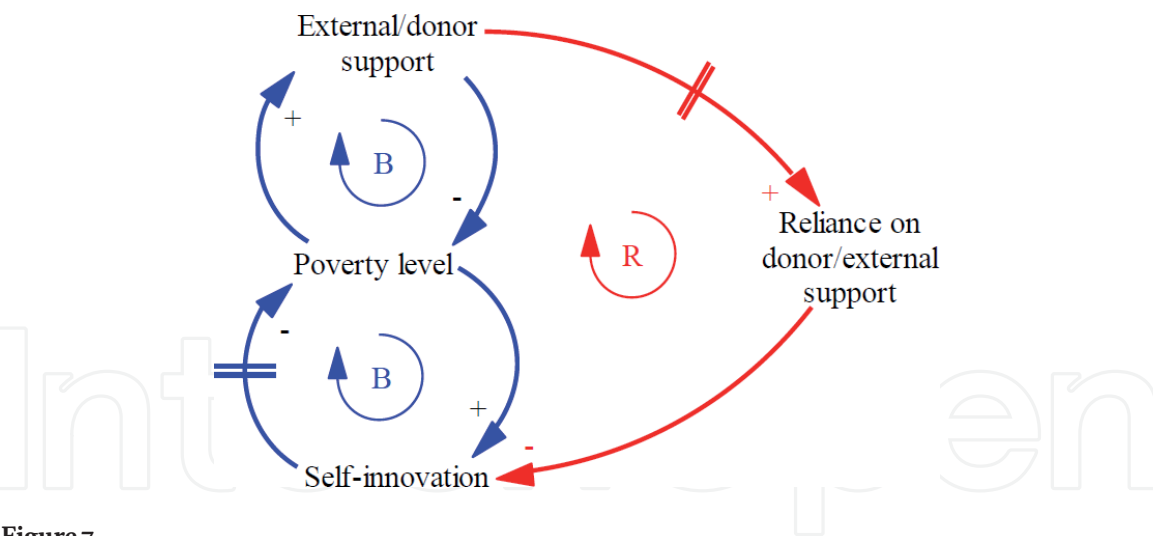 External/donor
support
+
B
-
+
Reliance on
donor/external
support
R
Poverty level
-
B
+
-
Self-innovation
Figure 7